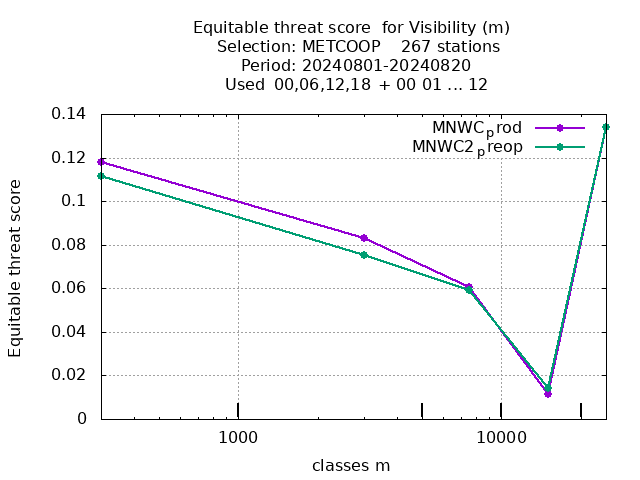 Equitable threat score  for Visibility (m)
Selection: METCOOP    267 stations
Period: 20240801-20240820
Used  00,06,12,18 + 00 01 ... 12
MNWCprod
MNWC2preop
0.14
0.12
0.1
0.08
0.06
0.04
0.02
0
Equitable threat score
1000
10000
classes m